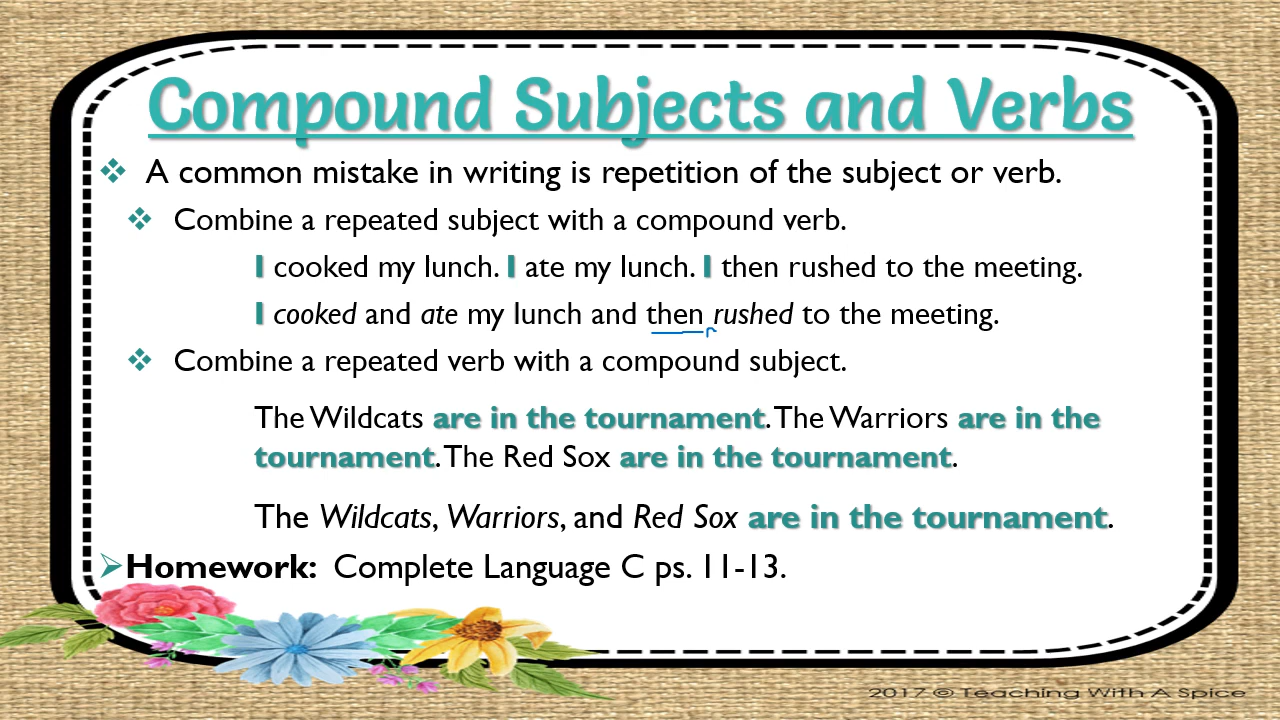 Compound Subjects and Verbs
A common mistake in writing is repetition of the subject or verb.
Combine a repeated subject with a compound verb.
I cooked my lunch. I ate my lunch. I then rushed to the meeting.
I cooked and ate my lunch and then rushed to the meeting.
Combine a repeated verb with a compound subject.
The Wildcats are in the tournament. The Warriors are in the
tournament. The Red Sox are in the tournament.
The Wildcats, Warriors, and Red Sox are in the tournament.
Homework: Complete Language C ps. 11-13.
2017 © Teaching With A Spice